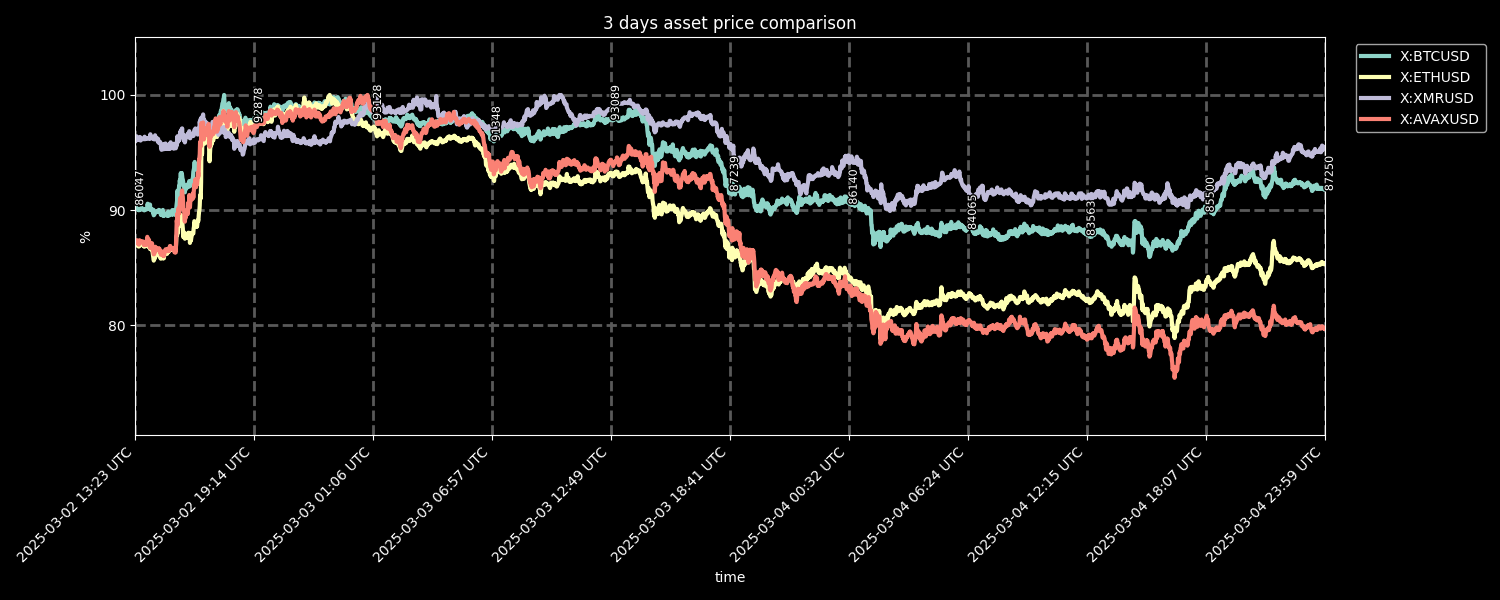 3 days asset price comparison
X:BTCUSD
X:ETHUSD
X:XMRUSD
X:AVAXUSD
100
90
80
%
86047
92878
93128
91348
93089
87239
86140
84065
83563
85500
87250
2025-03-02 13:23 UTC
2025-03-02 19:14 UTC
2025-03-03 01:06 UTC
2025-03-03 06:57 UTC
2025-03-03 12:49 UTC
2025-03-03 18:41 UTC
2025-03-04 00:32 UTC
2025-03-04 06:24 UTC
2025-03-04 12:15 UTC
2025-03-04 18:07 UTC
2025-03-04 23:59 UTC
time